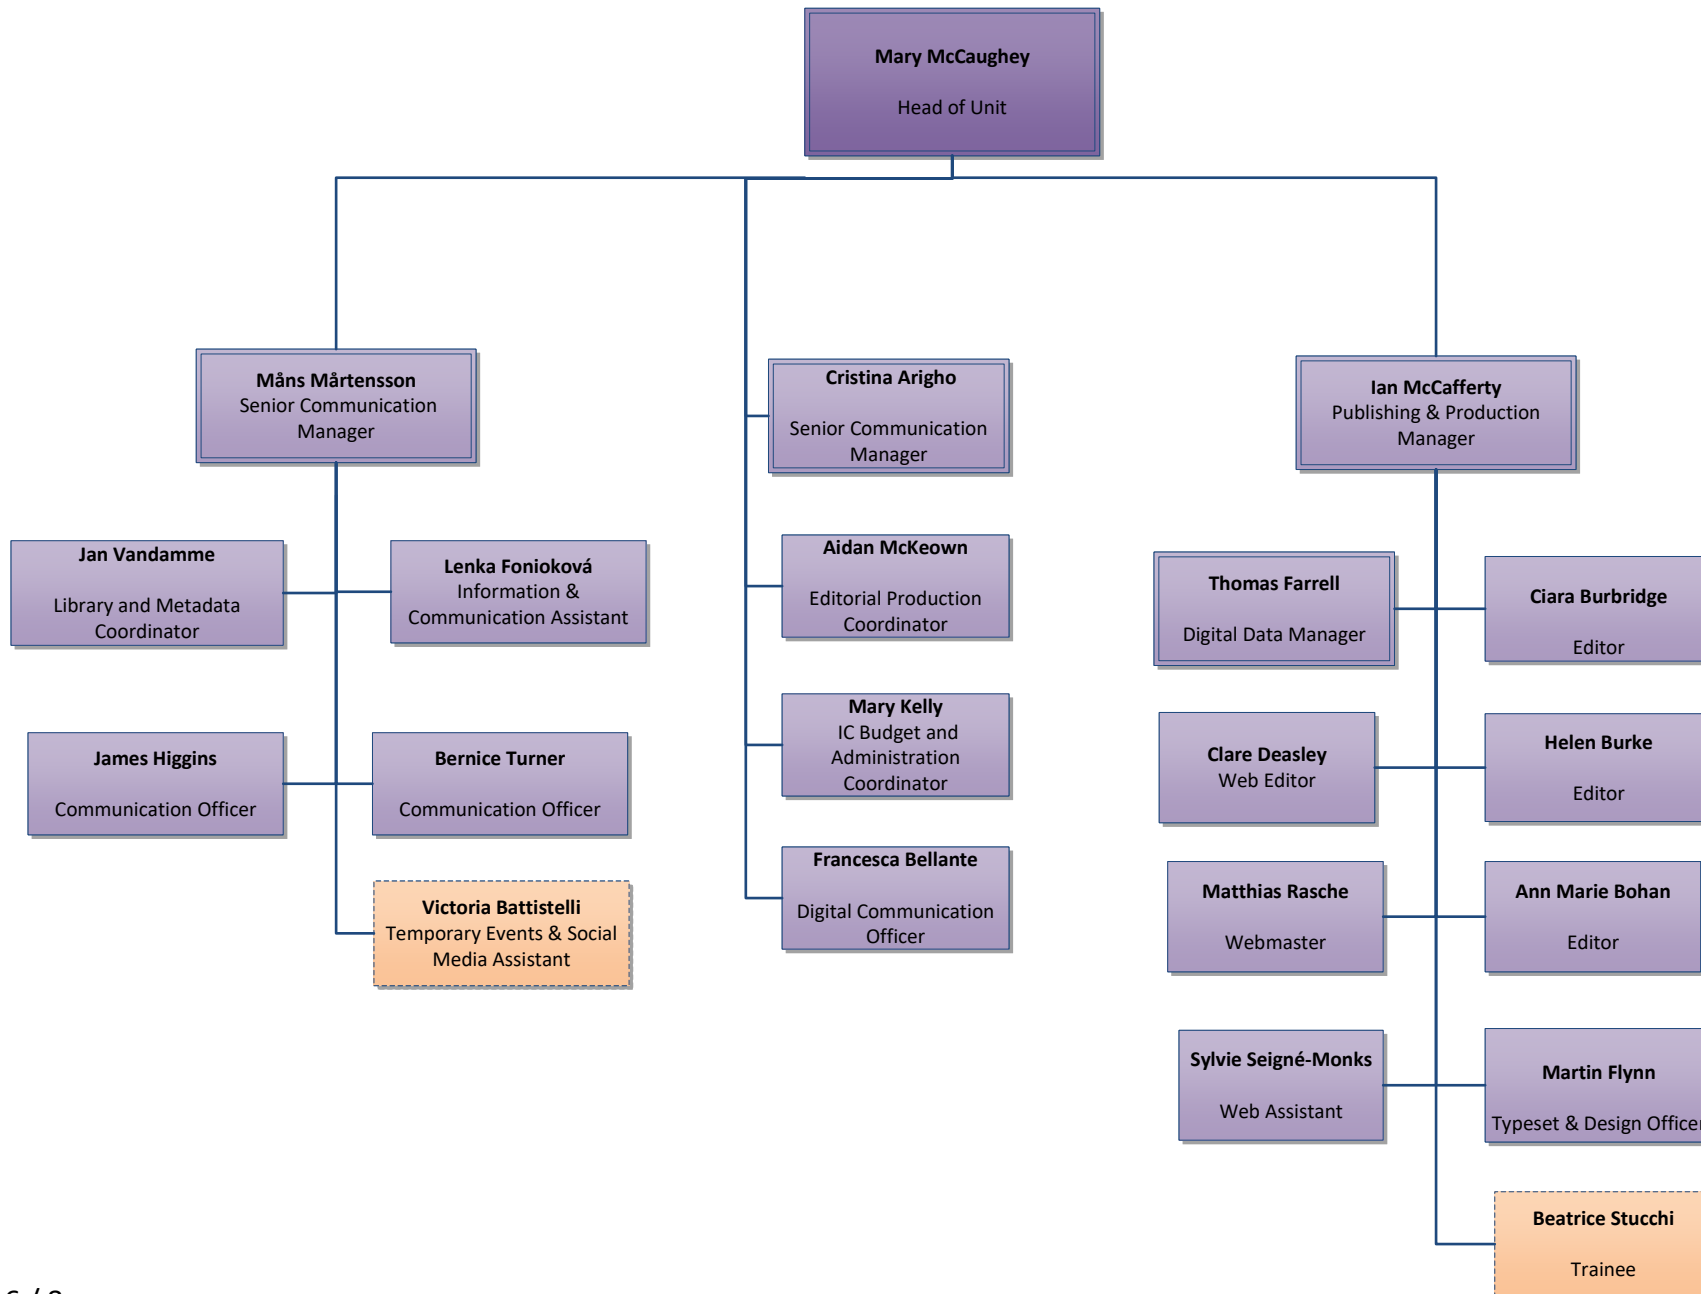 Mary McCaughey
Head of Unit
Måns Mårtensson
Senior Communication
Manager
Jan Vandamme
Library and Metadata
Coordinator
Lenka Fonioková
Information &
Communication Assistant
James Higgins
Communication Officer
Bernice Turner
Communication Officer
Victoria Battistelli
Temporary Events & Social
Media Assistant
Cristina Arigho
Senior Communication
Manager
Aidan McKeown
Editorial Production
Coordinator
Mary Kelly
IC Budget and
Administration
Coordinator
Francesca Bellante
Digital Communication
Officer
Ian McCafferty
Publishing & Production
Manager
Thomas Farrell
Digital Data Manager
Ciara Burbridge
Editor
Clare Deasley
Web Editor
Helen Burke
Editor
Matthias Rasche
Webmaster
Ann Marie Bohan
Editor
Sylvie Seigné-Monks
Web Assistant
Martin Flynn
Typeset & Design Officer
Beatrice Stucchi
Trainee